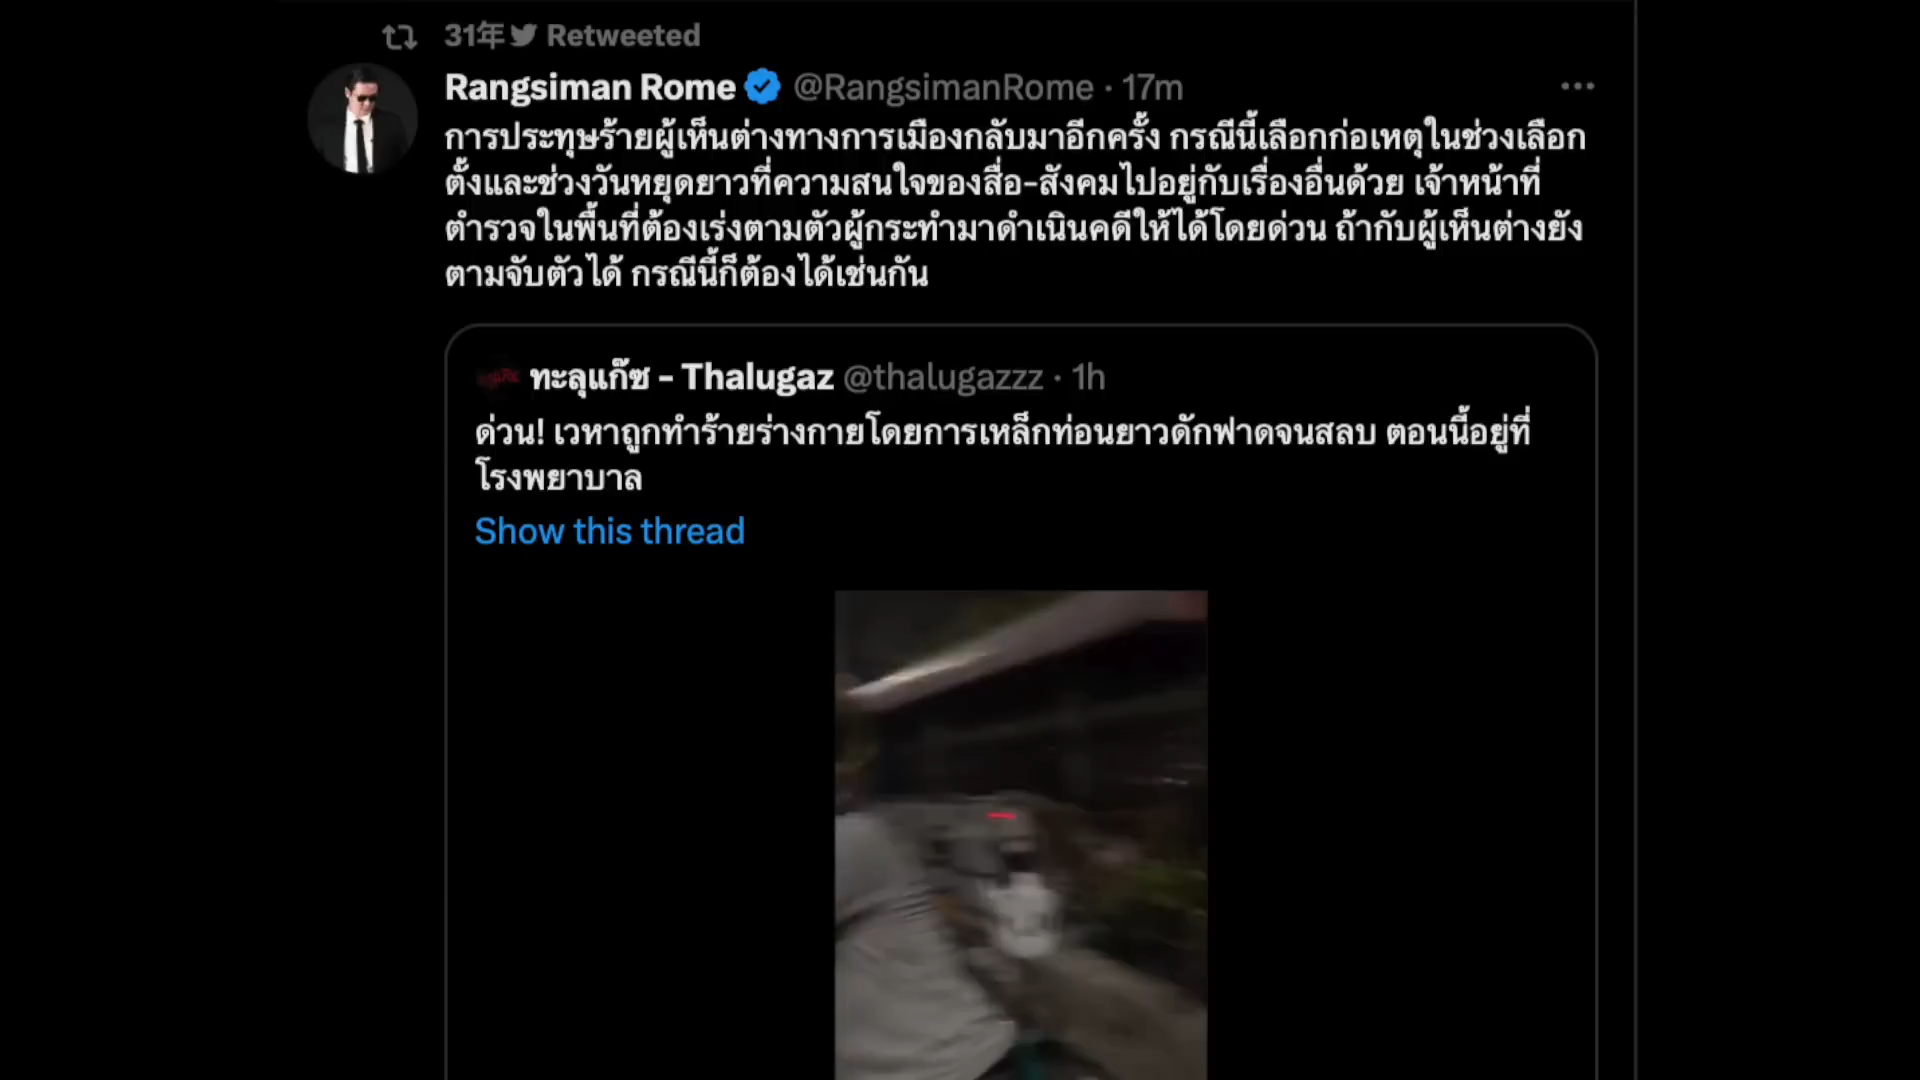 31年 Retweeted
Rangsiman Rome @RangsimanRome · 17m
การประทุษร้ายผู้เห็นต่างทางการเมืองกลับมาอีกครั้ง กรณีนี้เลือกก่อเหตุในช่วงเลือก
ตั้งและช่วงวันหยุดยาวที่ความสนใจของสื่อ-สังคมไปอยู่กับเรื่องอื่นด้วย เจ้าหน้าที่
ตำรวจในพื้นที่ต้องเร่งตามตัวผู้กระทำมาดำเนินคดีให้ได้โดยด่วน ถ้ากับผู้เห็นต่างยัง
ตามจับตัวได้ กรณีนี้ก็ต้องได้เช่นกัน
ทะลุแก๊ซ - Thalugaz @thalugazzz · 1h
ด่วน! เวหาถูกทำร้ายร่างกายโดยการเหล็กท่อนยาวดักฟาดจนสลบ ตอนนี้อยู่ที่
โรงพยาบาล
Show this thread